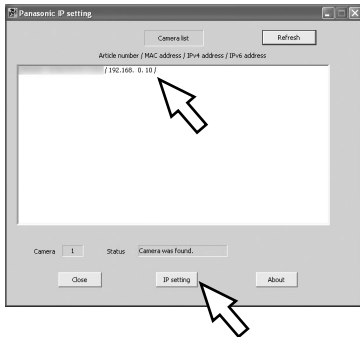 Panasonic IP setting
Camera list
Refresh
Article number / MAC address / IPv4 address / IPv6 address
/ 192.168. 0. 10 /
Camera 1 Status Camera was found.
Close IP setting About